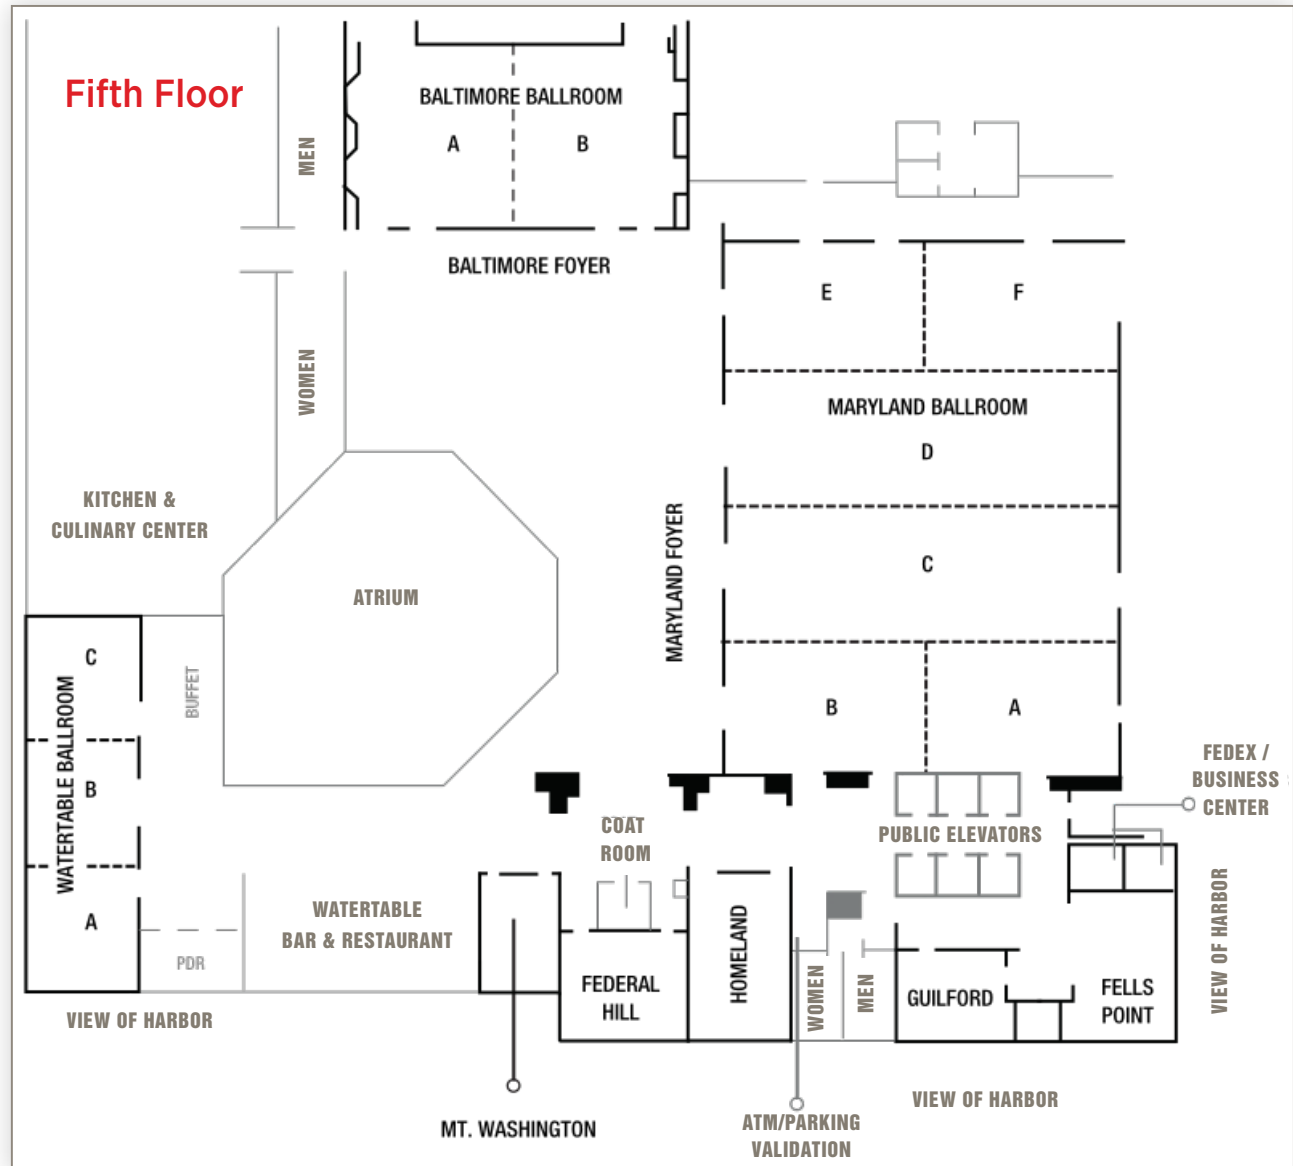 Fifth Floor
BALTIMORE BALLROOM
A
B
MEN
BALTIMORE FOYER
E
F
WOMEN
MARYLAND BALLROOM
D
KITCHEN &
CULINARY CENTER
MARYLAND FOYER
C
ATRIUM
C
BUFFET
WATERTABLE BALLROOM
B
A
B
FEDEX /
BUSINESS
CENTER
COAT
ROOM
PUBLIC ELEVATORS
A
WATERTABLE
BAR & RESTAURANT
PDR
HOMELAND
VIEW OF HARBOR
FEDERAL
HILL
WOMEN
MEN
GUILFORD
FELLS
POINT
VIEW OF HARBOR
VIEW OF HARBOR
MT. WASHINGTON
ATM/PARKING
VALIDATION